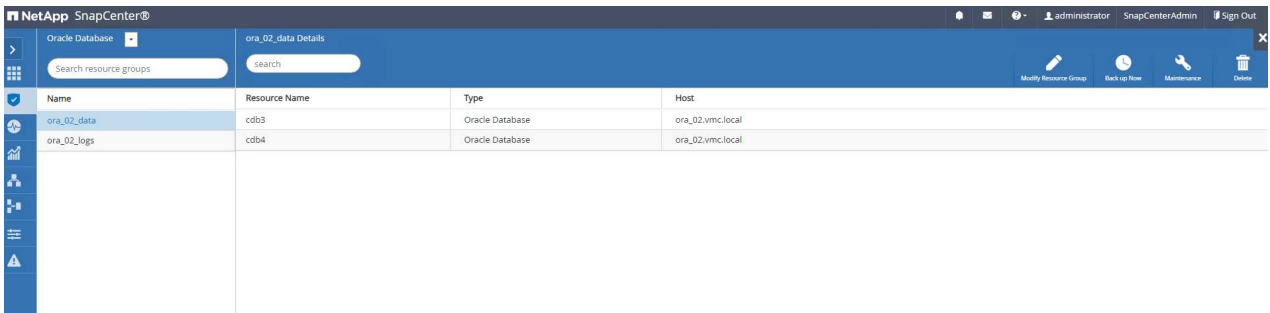 NetApp SnapCenter® administrator SnapCenterAdmin Sign Out
Oracle Database ora_02_data Details
Search resource groups search
Modify Resource Group Back up Now Maintenance Delete
Name Resource Name Type Host
ora_02_data cdb3 Oracle Database ora_02.vmc.local
ora_02_logs cdb4 Oracle Database ora_02.vmc.local